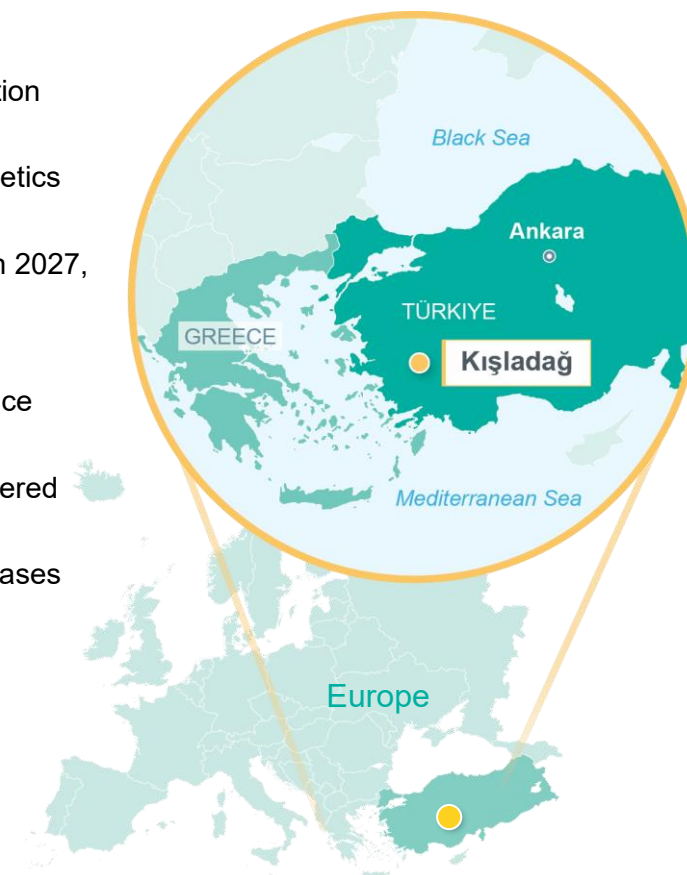 tion
etics
n 2027,
ce
ered
ases
Black Sea
Ankara
TÜRKIYE
GREECE
Kışladağ
Mediterranean Sea
Europe